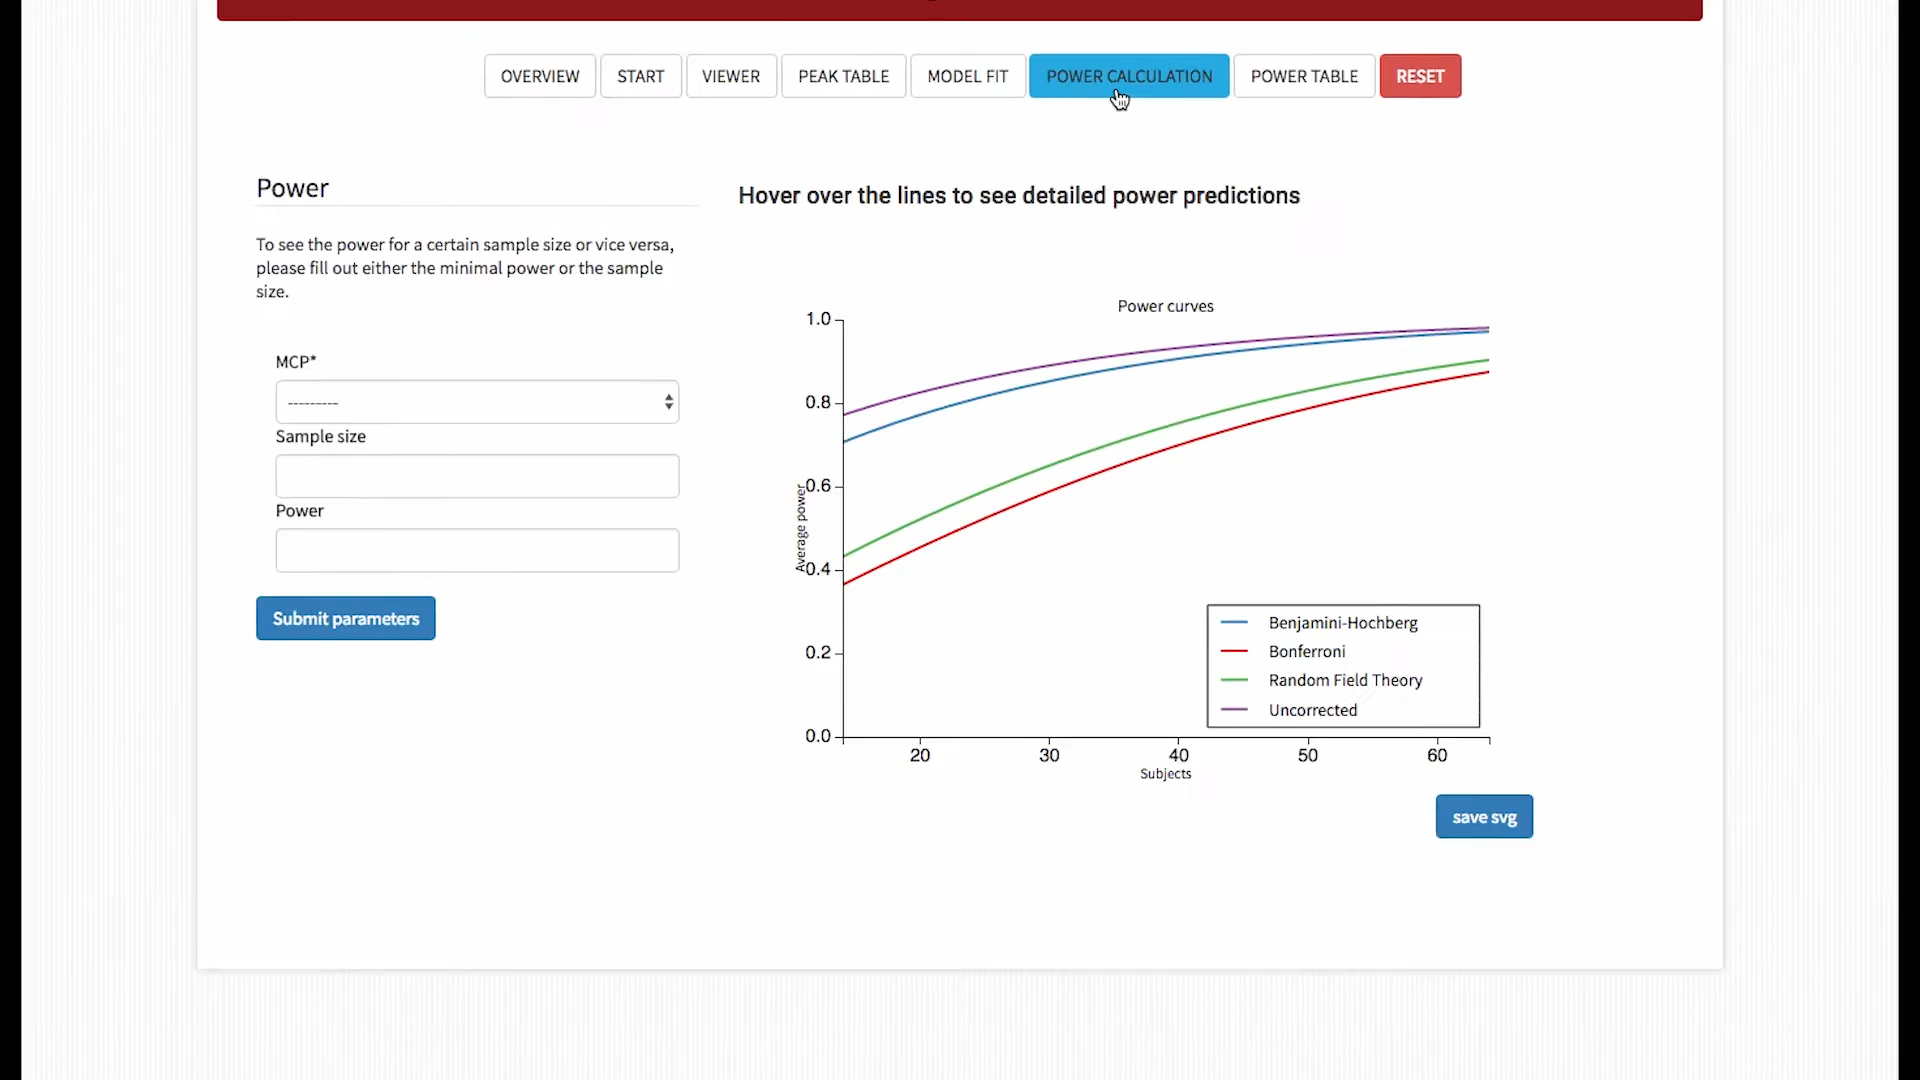 OVERVIEW
START
VIEWER
PEAK TABLE
MODEL FIT
POWER CALCULATION
POWER TABLE
RESET
Power
To see the power for a certain sample size or vice versa,
please fill out either the minimal power or the sample
size.
MCP*
---------
Sample size
Power
Submit parameters
Hover over the lines to see detailed power predictions
Power curves
1.0
0.8
0.6
0.4
0.2
0.0
Average power
Benjamini-Hochberg
Bonferroni
Random Field Theory
Uncorrected
20 30 40 50 60
Subjects
save svg